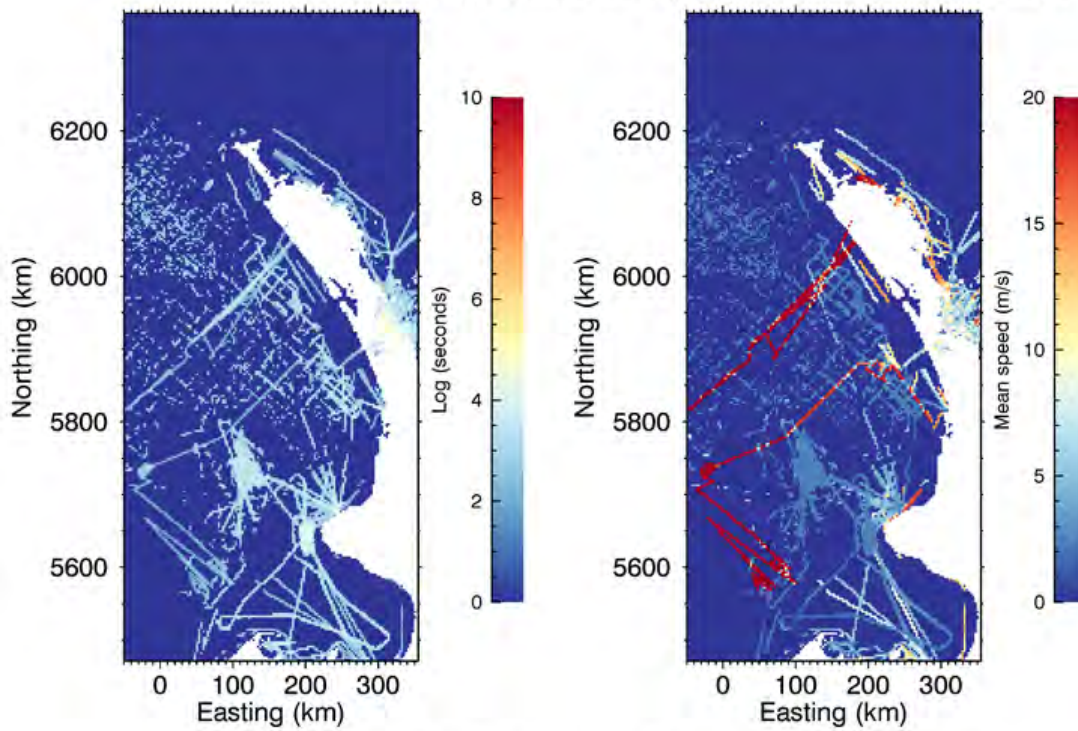 10
20
6200
6200
8
15
6000
6000
6
Northing (km)
Log (seconds)
Northing (km)
10
Mean speed (m/s)
5800
4
5800
5
2
5600
5600
0
0
0 100 200 300
0 100 200 300
Easting (km)
Easting (km)